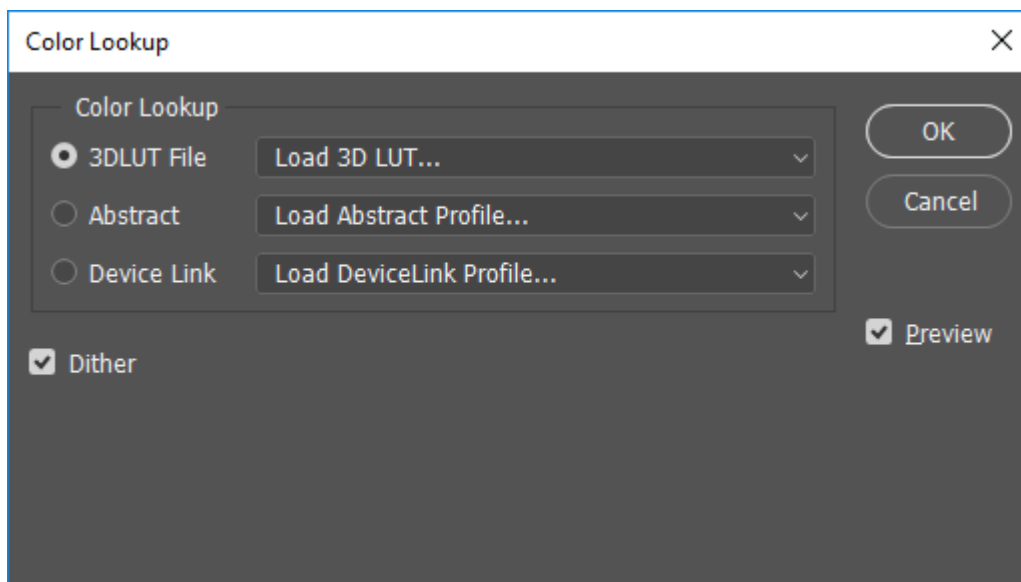 Color Lookup
Color Lookup
3DLUT File
Load 3D LUT...
Abstract
Load Abstract Profile...
Device Link
Load DeviceLink Profile...
Dither
OK
Cancel
Preview